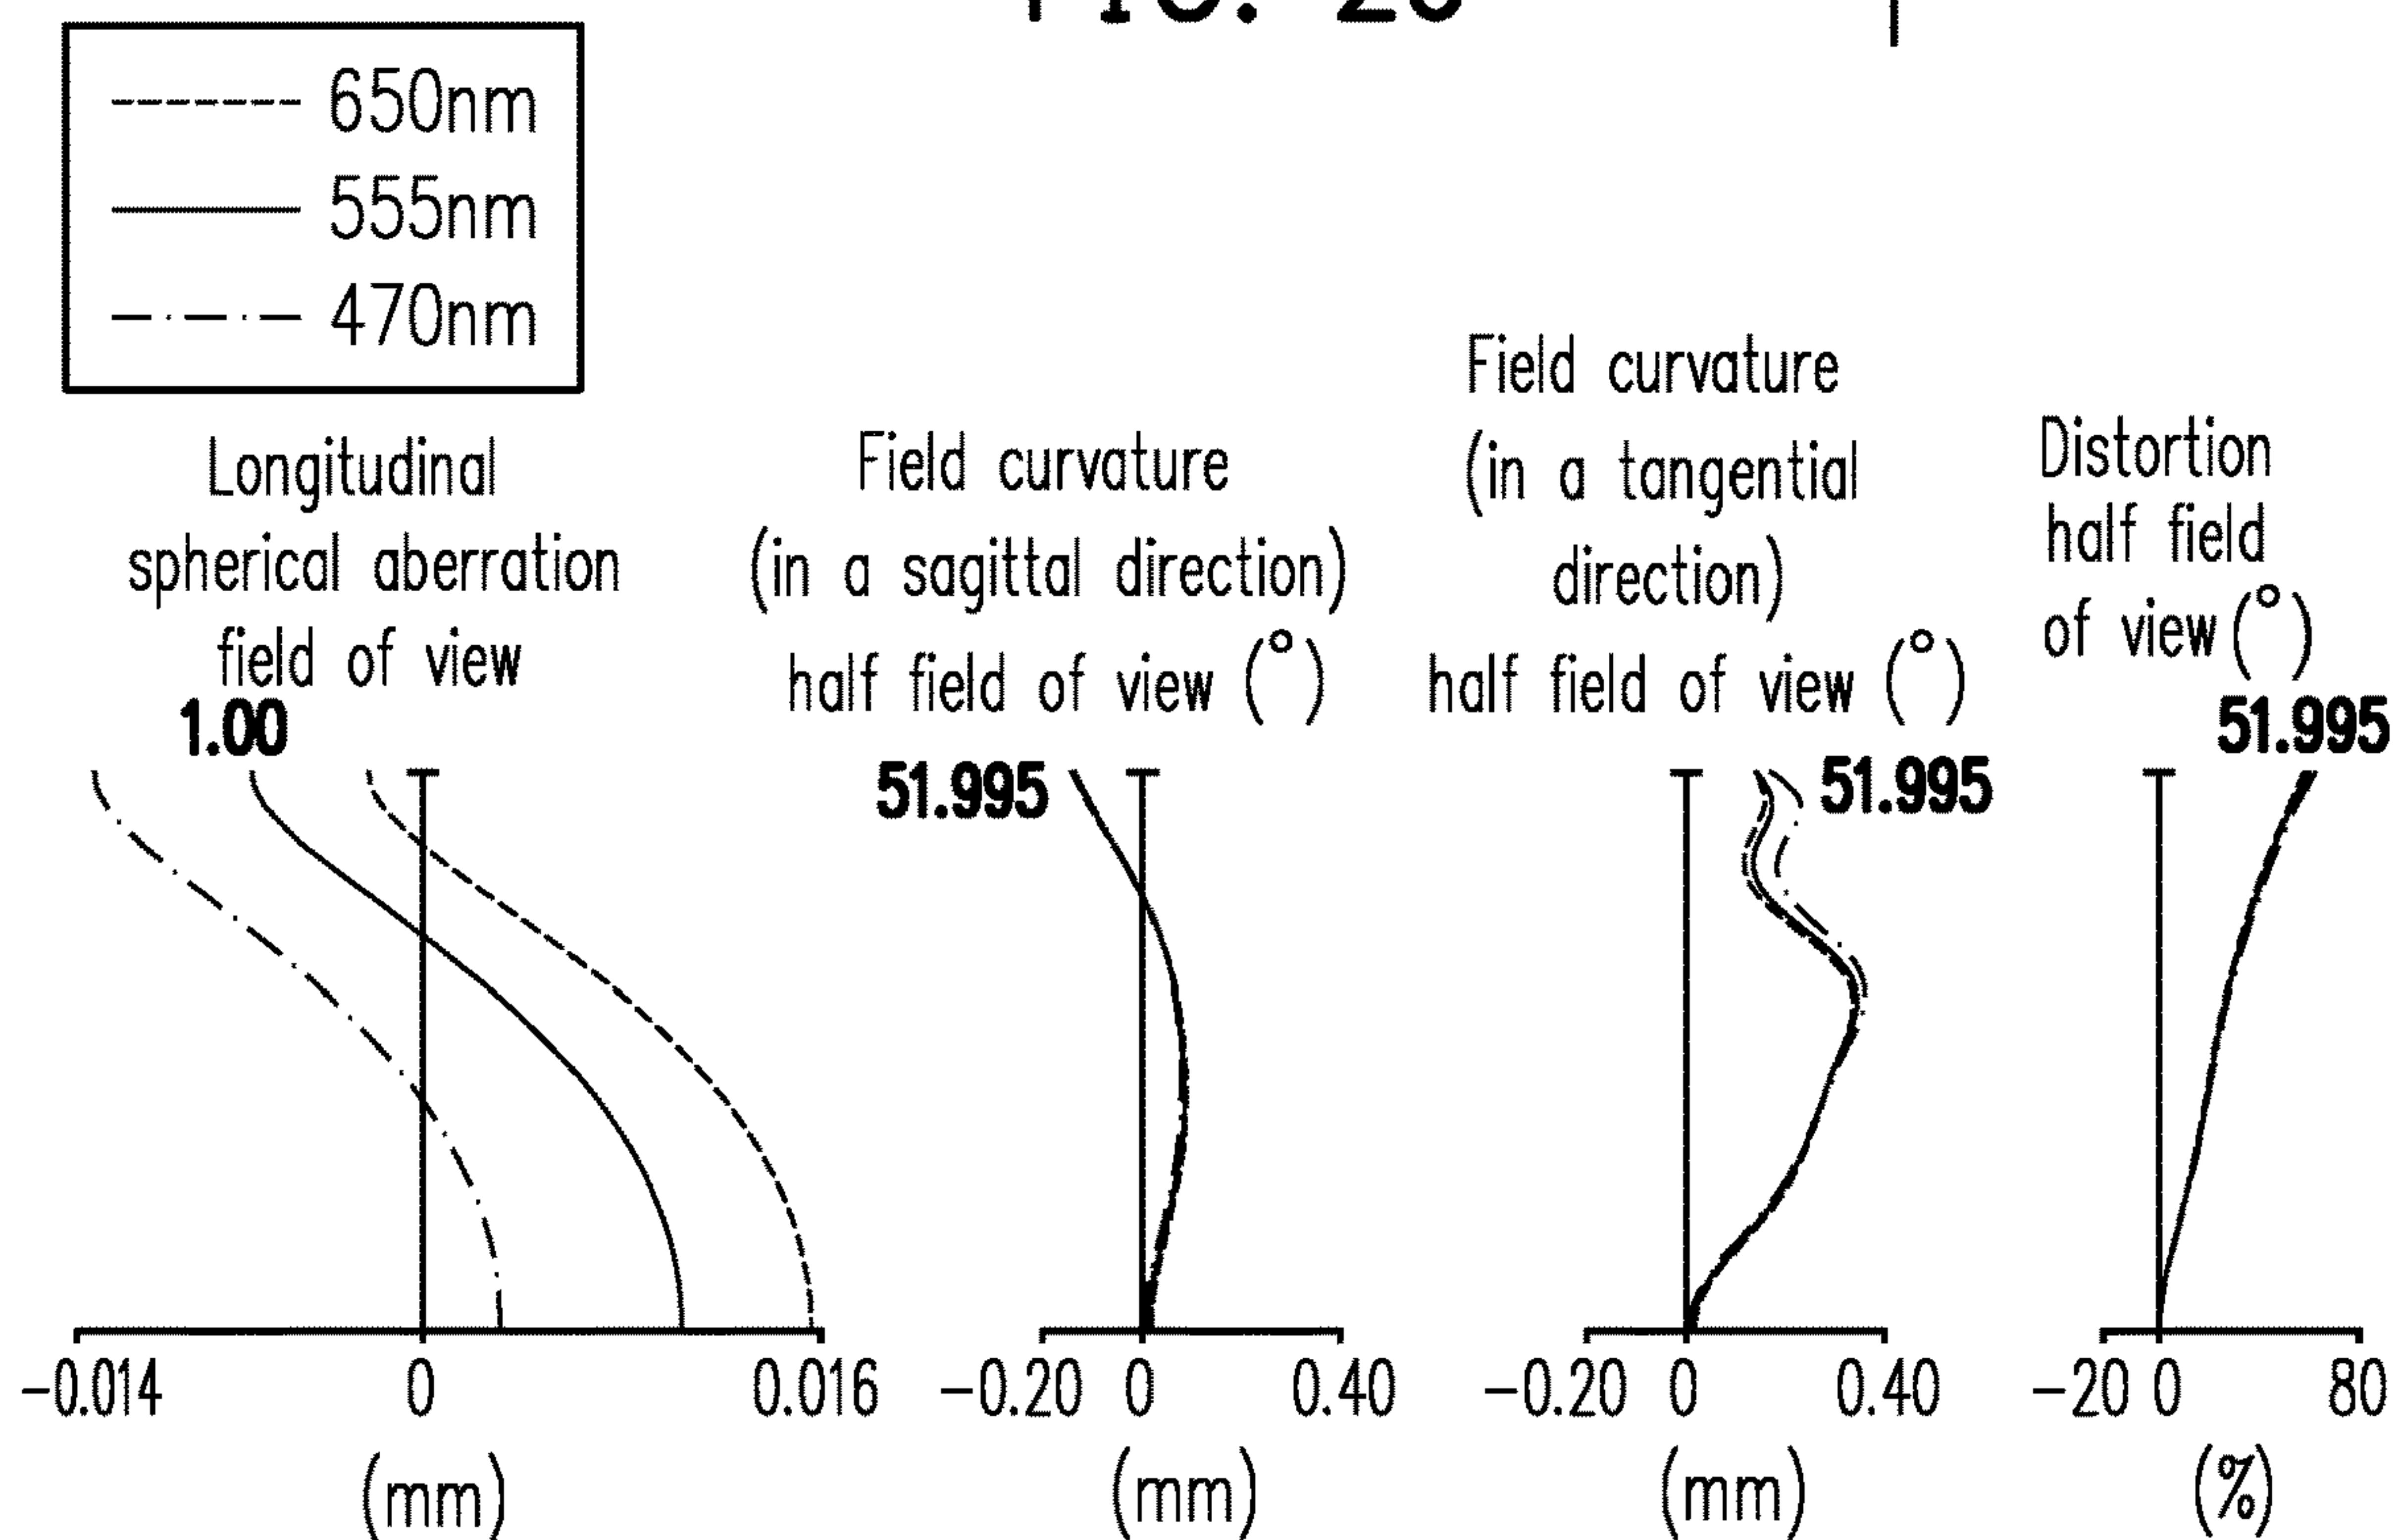 650nm
555nm
470nm
Longitudinal
spherical aberration
field of view
1.00
-0.014 0 0.016
(mm)
Field curvature
(in a sagittal direction)
half field of view (°)
51.995
-0.20 0 0.40
(mm)
Field curvature
(in a tangential
direction)
half field of view (°)
51.995
-0.20 0 0.40
(mm)
Distortion
half field
of view (°)
51.995
-20 0 80
(%)